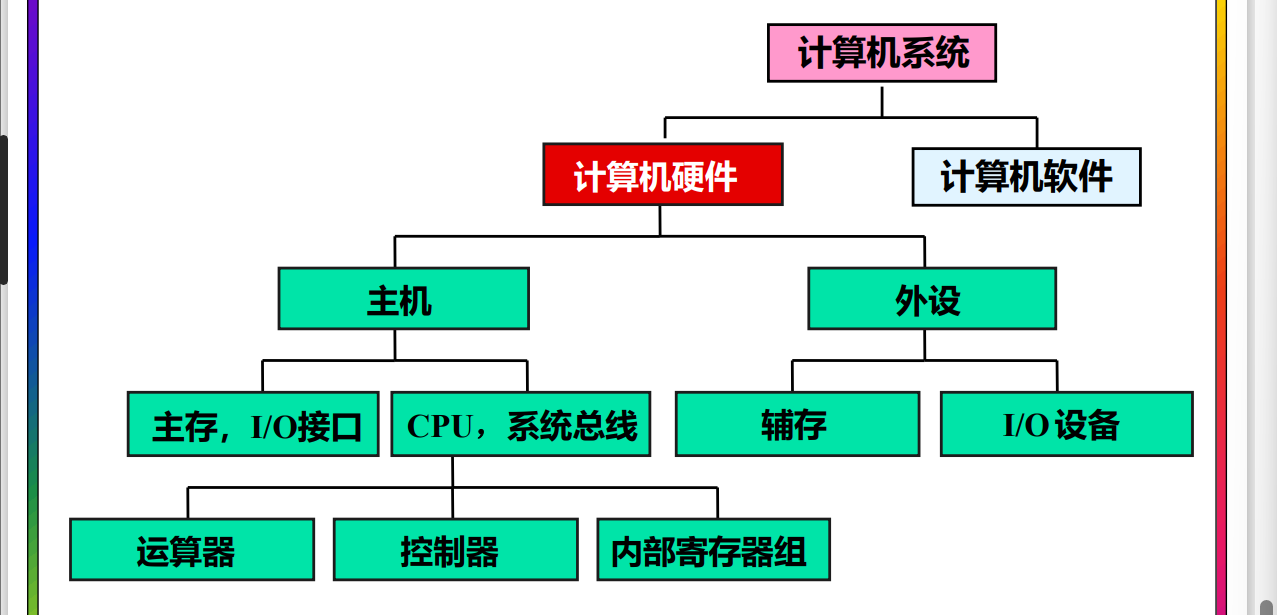 计算机系统
计算机硬件
计算机软件
主机
外设
主存，I/O接口
CPU，系统总线
辅存
I/O 设备
运算器
控制器
内部寄存器组